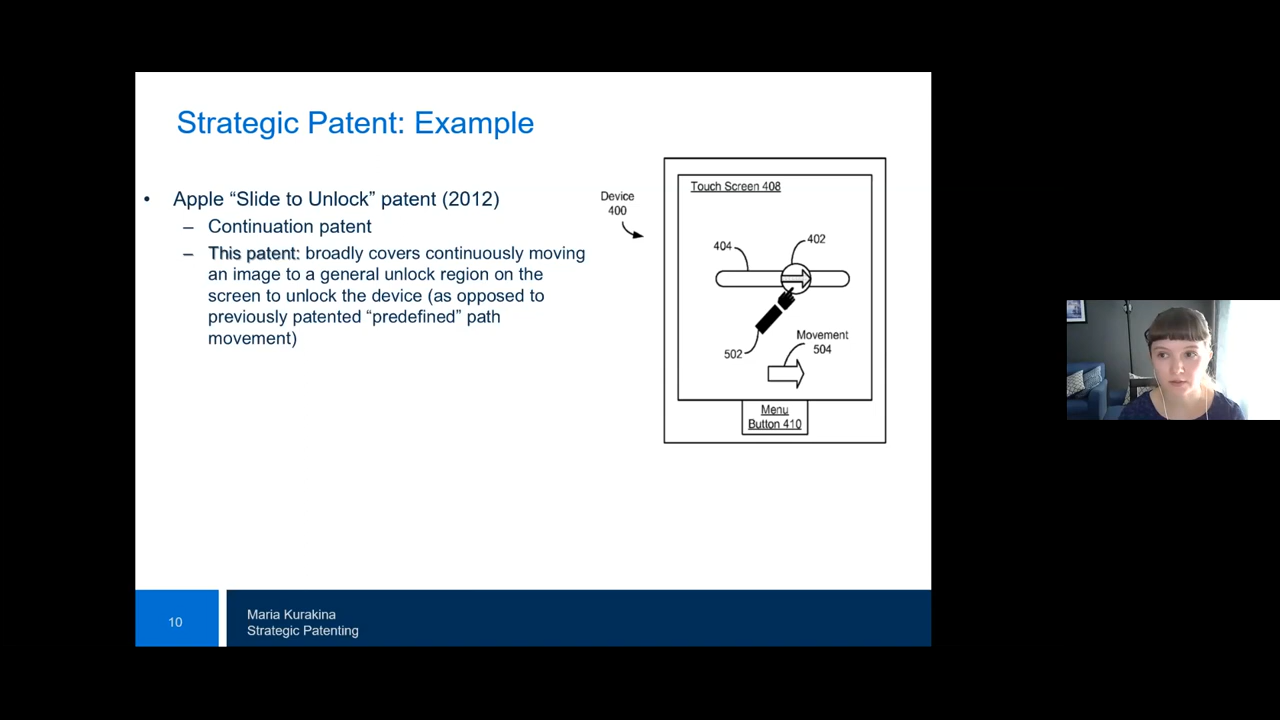 Strategic Patent: Example
• Apple “Slide to Unlock” patent (2012)
– Continuation patent
– This patent: broadly covers continuously moving
an image to a general unlock region on the
screen to unlock the device (as opposed to
previously patented “predefined” path
movement)
Device
400
Touch Screen 408
404
402
502
Movement
504
Menu
Button 410
10
Maria Kurakina
Strategic Patenting